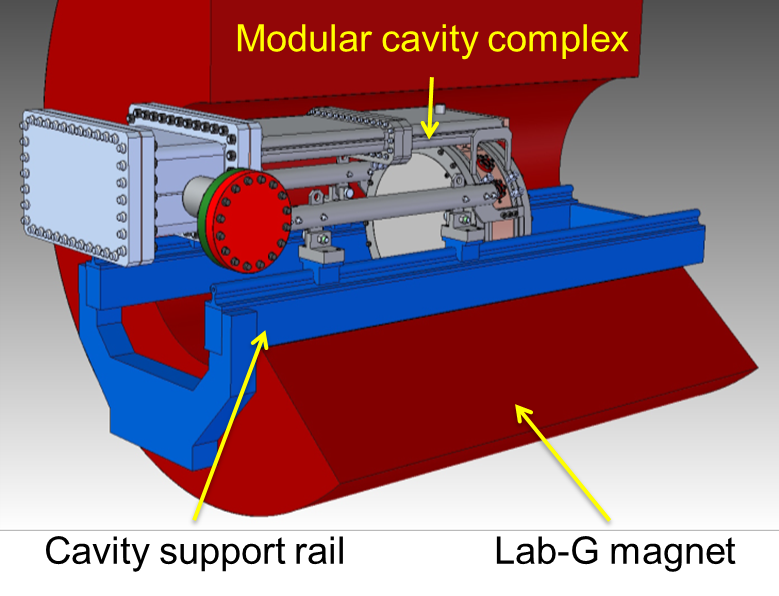 Modular cavity complex
Cavity support rail
Lab-G magnet